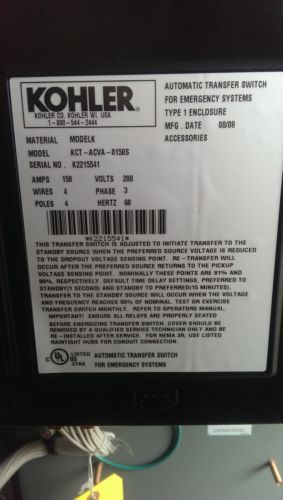 KOHLER®
KOHLER CO. KOHLER WI. USA
1-800-544-2444
AUTOMATIC TRANSFER SWITCH
FOR EMERGENCY SYSTEMS
TYPE 1 ENCLOSURE
MFG. DATE 08/08
ACCESSORIES
MATERIAL MODELK
MODEL KCT-ACVA-0150S
SERIAL NO. K2215541
AMPS 150 VOLTS 208
WIRES 4 PHASE 3
POLES 4 HERTZ 60
*K2215541*
THIS TRANSFER SWITCH IS ADJUSTED TO INITIATE TRANSFER TO THE
STANDBY SOURCE WHEN THE PREFERRED SOURCE VOLTAGE IS REDUCED
TO THE DROPOUT VOLTAGE SENSING POINT. RE-TRANSFER WILL
OCCUR AFTER THE PREFERRED SOURCE RETURNS TO THE PICKUP
VOLTAGE SENSING POINT. NOMINALLY THESE POINTS ARE 81% AND
90%, RESPECTIVELY. DEFAULT TIME DELAY SETTINGS, PREFERRED TO
STANDBY(1 SECOND) AND STANDBY TO PREFERRED(15 MINUTES).
TRANSFER TO THE STANDBY SOURCE WILL OCCUR WHEN THE VOLTAGE
AND FREQUENCY REACHES 90% OF NOMINAL. TEST OR EXERCISE
TRANSFER SWITCH MONTHLY. REFER TO OPERATORS MANUAL.
IMPORTANT: ENSURE ALL RELAYS ARE PROPERLY SEATED
BEFORE ENERGIZING TRANSFER SWITCH. COVER SHOULD BE
REMOVED BY A QUALIFIED SERVICE TECHNICIAN ONLY AND BE
RE-INSTALLED AFTER SERVICE. FOR NEMA 3R, USE LISTED
RAINTIGHT HUBS FOR CONDUIT CONNECTION.
C UL US LISTED 37AA
AUTOMATIC TRANSFER SWITCH
FOR EMERGENCY SYSTEMS